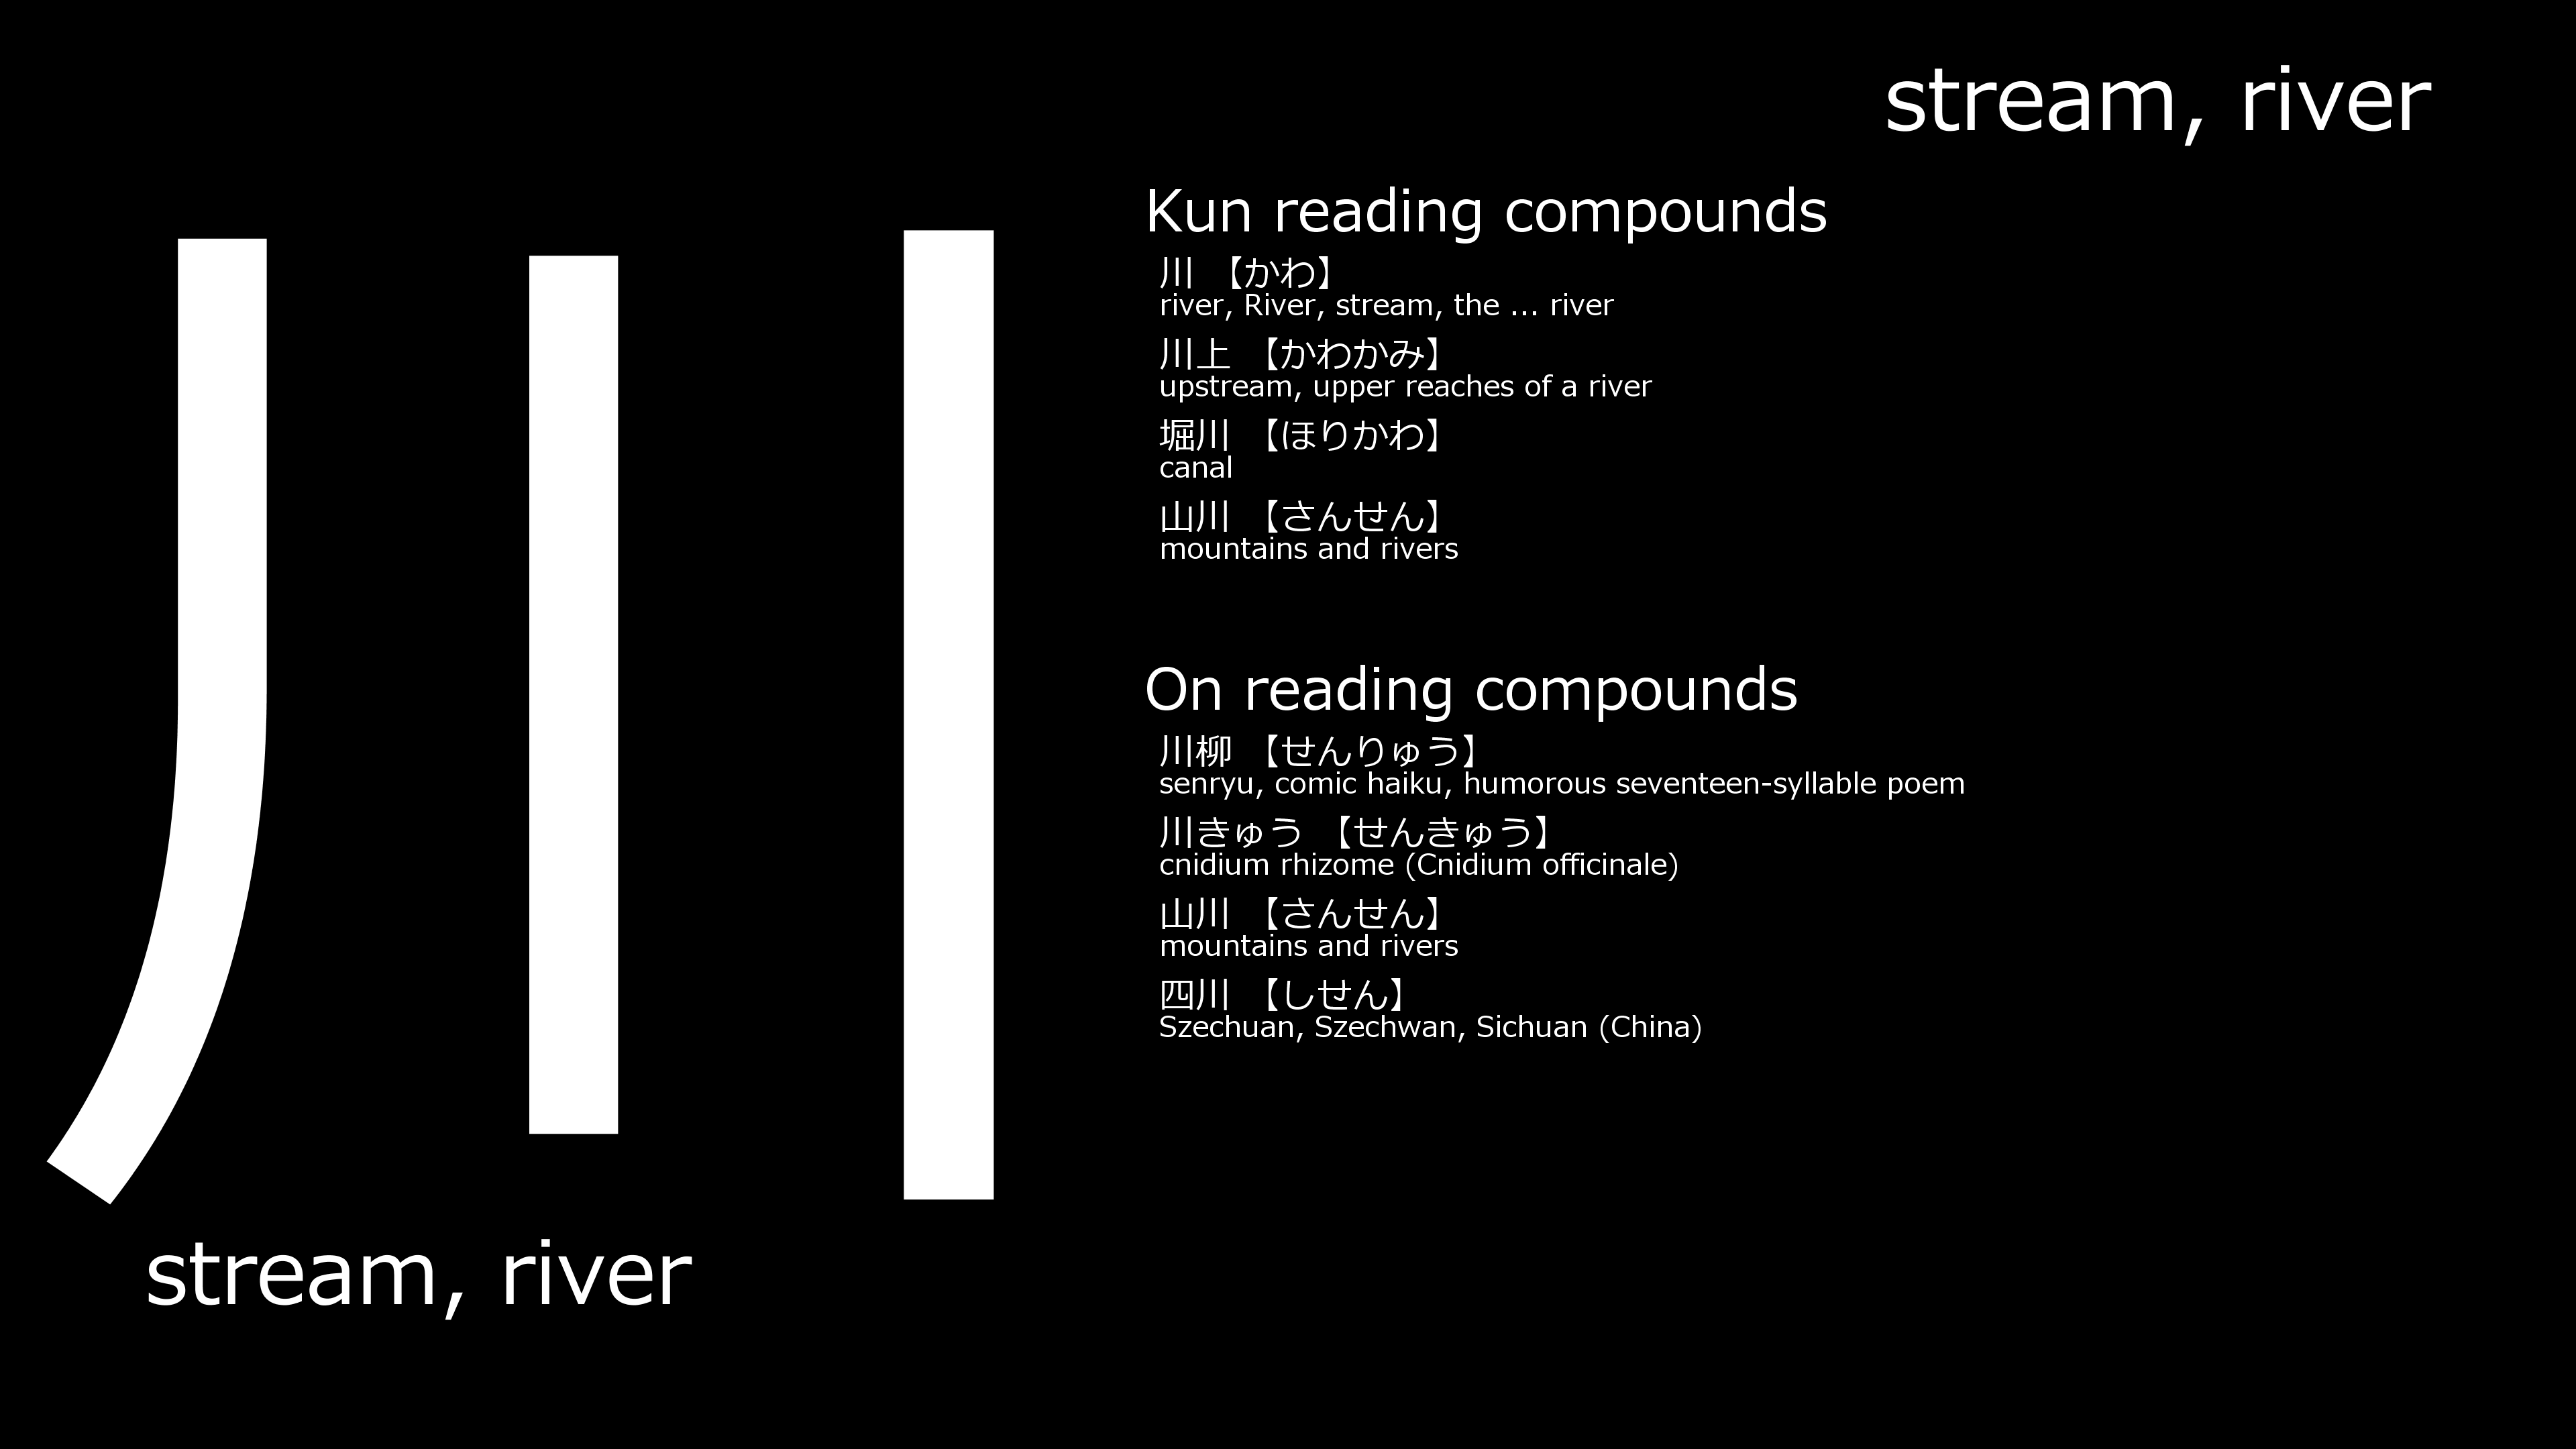 stream, river
川
stream, river
Kun reading compounds
川 【かわ】
river, River, stream, the ... river
川上 【かわかみ】
upstream, upper reaches of a river
堀川 【ほりかわ】
canal
山川 【さんせん】
mountains and rivers
On reading compounds
川柳 【せんりゅう】
senryu, comic haiku, humorous seventeen-syllable poem
川きゅう 【せんきゅう】
cnidium rhizome (Cnidium officinale)
山川 【さんせん】
mountains and rivers
四川 【しせん】
Szechuan, Szechwan, Sichuan (China)